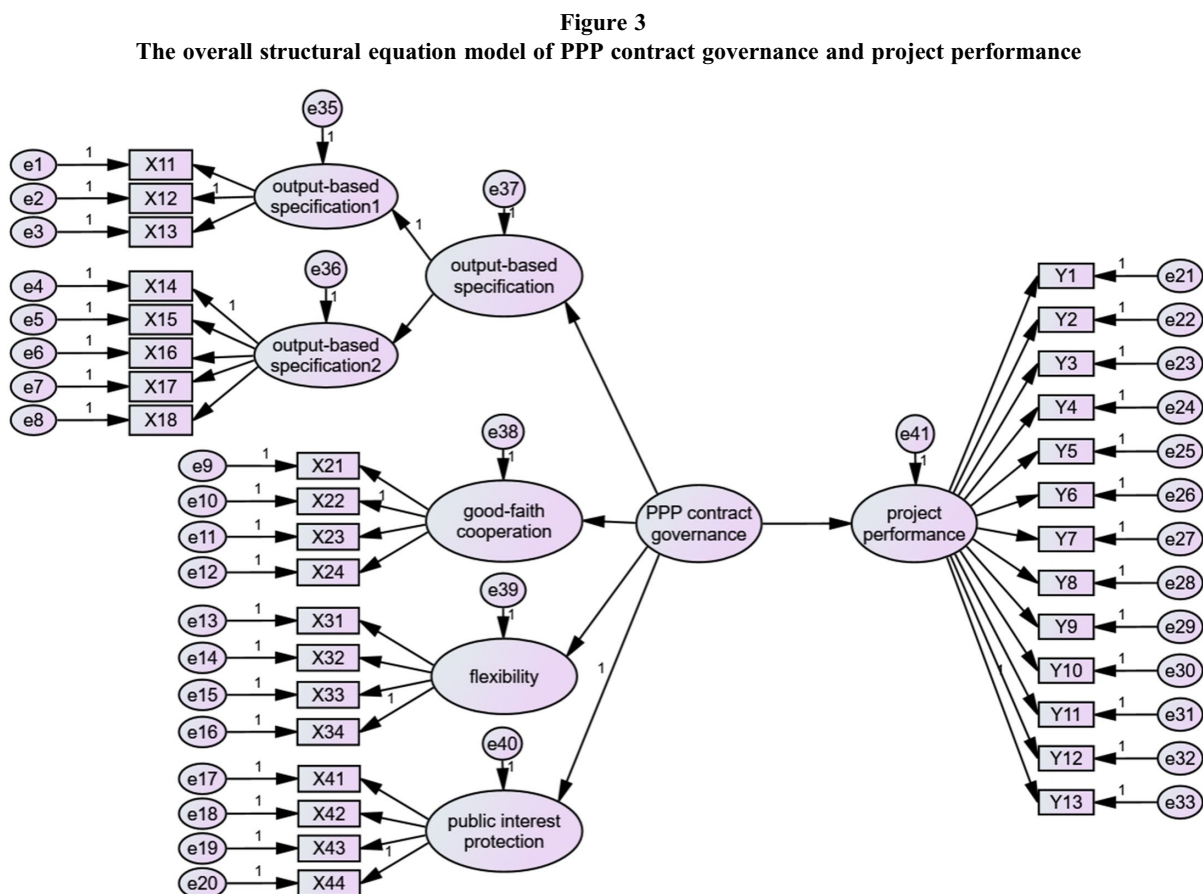 Figure 3
The overall structural equation model of PPP contract governance and project performance
e35
1
e1
1
X11
e2
1
X12
1
e3
1
X13
output-based
specification1
e37
1
1
e36
1
e4
1
X14
1
e5
1
X15
e6
1
X16
e7
1
X17
e8
1
X18
output-based
specification2
output-based
specification
e38
1
e9
1
X21
e10
1
X22
1
e11
1
X23
e12
1
X24
good-faith
cooperation
e39
1
e13
1
X31
e14
1
X32
e15
1
X33
1
e16
1
X34
flexibility
e40
1
e17
1
X41
e18
1
X42
e19
1
X43
1
e20
1
X44
public interest
protection
1
PPP contract
governance
e41
1
project
performance
1
Y1
1
e21
Y2
1
e22
Y3
1
e23
Y4
1
e24
Y5
1
e25
Y6
1
e26
Y7
1
e27
Y8
1
e28
Y9
1
e29
Y10
1
e30
Y11
1
e31
Y12
1
e32
Y13
1
e33